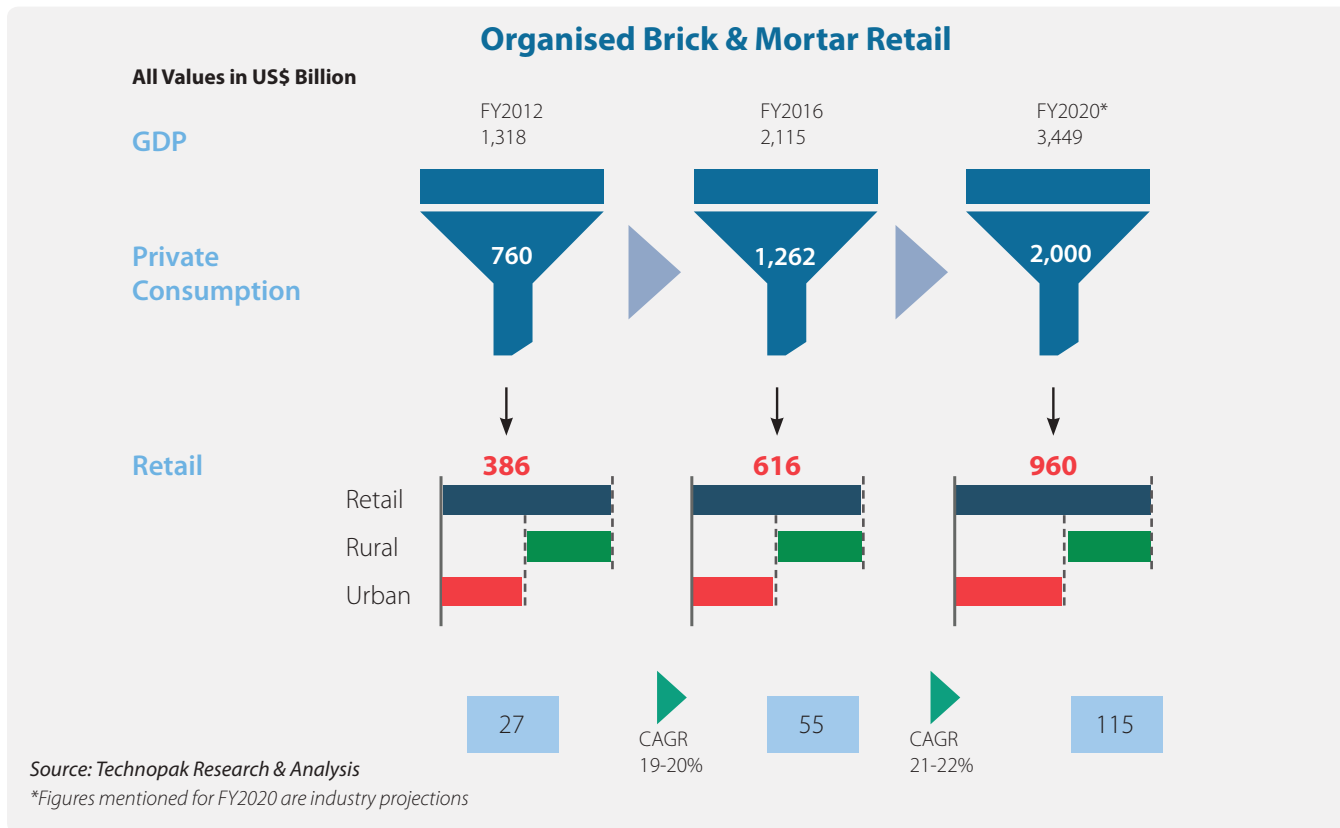 Organised Brick & Mortar Retail
All Values in US$ Billion
GDP
FY2012
1,318
FY2016
2,115
FY2020*
3,449
Private
Consumption
760
1,262
2,000
Retail
386
616
960
Retail
Rural
Urban
27
CAGR
19-20%
55
CAGR
21-22%
115
Source: Technopak Research & Analysis
*Figures mentioned for FY2020 are industry projections